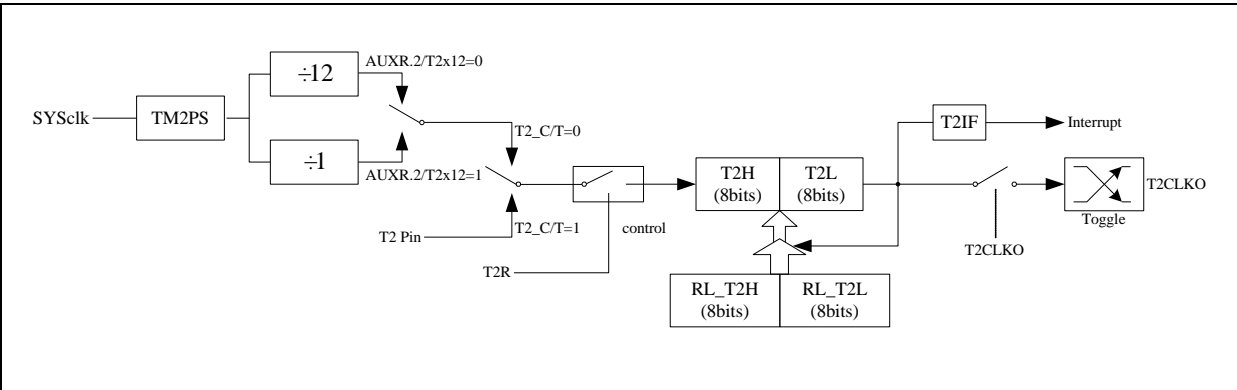 SYSclk
TM2PS
÷12
÷1
AUXR.2/T2x12=0
AUXR.2/T2x12=1
T2_C/T=0
T2_C/T=1
T2 Pin
T2R
control
T2H
(8bits)
T2L
(8bits)
RL_T2H
(8bits)
RL_T2L
(8bits)
T2IF
Interrupt
T2CLKO
Toggle
T2CLKO